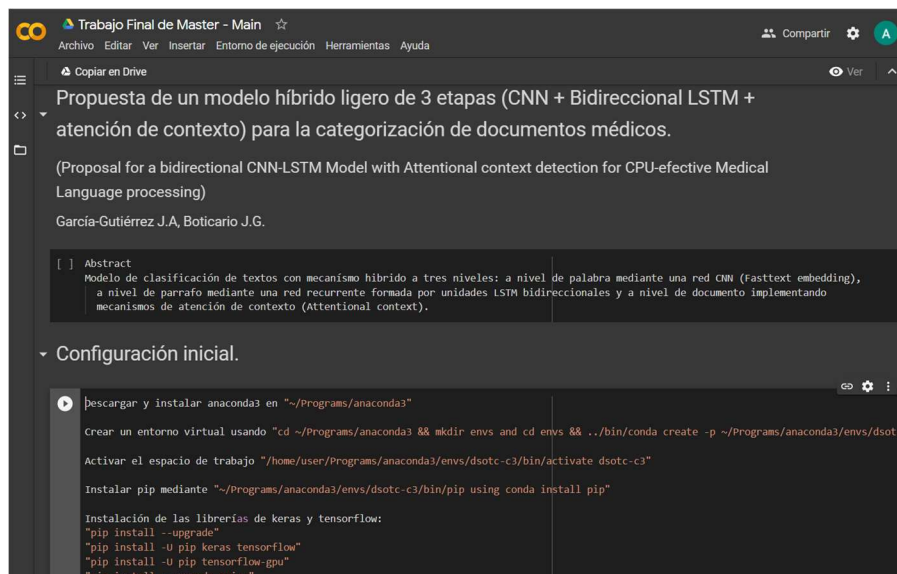 Trabajo Final de Master - Main
Archivo Editar Ver Insertar Entorno de ejecución Herramientas Ayuda
Compartir
A
Copiar en Drive
Ver
Propuesta de un modelo híbrido ligero de 3 etapas (CNN + Bidireccional LSTM +
atención de contexto) para la categorización de documentos médicos.
(Proposal for a bidirectional CNN-LSTM Model with Attentional context detection for CPU-efective Medical
Language processing)
García-Gutiérrez J.A, Boticario J.G.
[ ] Abstract
Modelo de clasificación de textos con mecanísmo hibrido a tres niveles: a nivel de palabra mediante una red CNN (Fasttext embedding),
a nivel de parrafo mediante una red recurrente formada por unidades LSTM bidireccionales y a nivel de documento implementando
mecanismos de atención de contexto (Attentional context).
Configuración inicial.
Descargar y instalar anaconda3 en "~/Programs/anaconda3"
Crear un entorno virtual usando "cd ~/Programs/anaconda3 && mkdir envs and cd envs && ../bin/conda create -p ~/Programs/anaconda3/envs/dsot
Activar el espacio de trabajo "/home/user/Programs/anaconda3/envs/dsotc-c3/bin/activate dsotc-c3"
Instalar pip mediante "~/Programs/anaconda3/envs/dsotc-c3/bin/pip using conda install pip"
Instalación de las librerías de keras y tensorflow:
"pip install --upgrade"
"pip install -U pip keras tensorflow"
"pip install -U pip tensorflow-gpu"